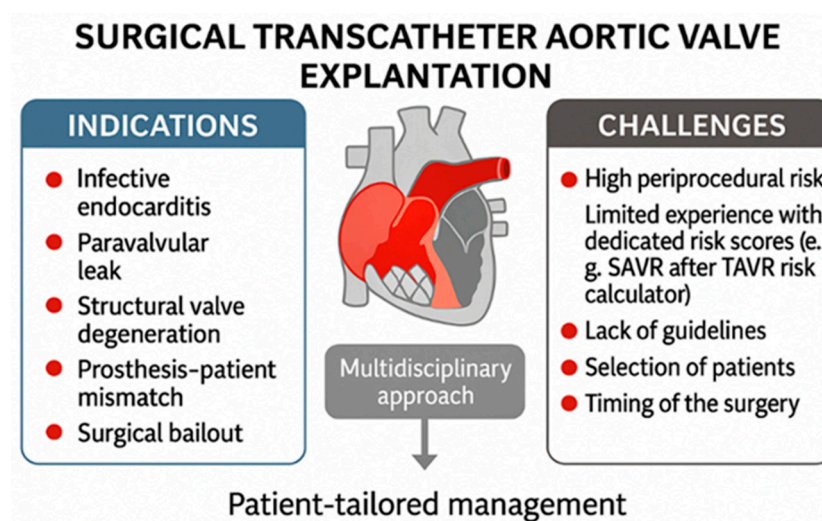 SURGICAL TRANSCATHETER AORTIC VALVE
EXPLANTATION
INDICATIONS
Infective
endocarditis
Paravalvular
leak
Structural valve
degeneration
Prosthesis–patient
mismatch
Surgical bailout
Multidisciplinary
approach
CHALLENGES
High periprocedural risk
Limited experience with
dedicated risk scores (e.
g. SAVR after TAVR risk
calculator)
Lack of guidelines
Selection of patients
Timing of the surgery
Patient-tailored management